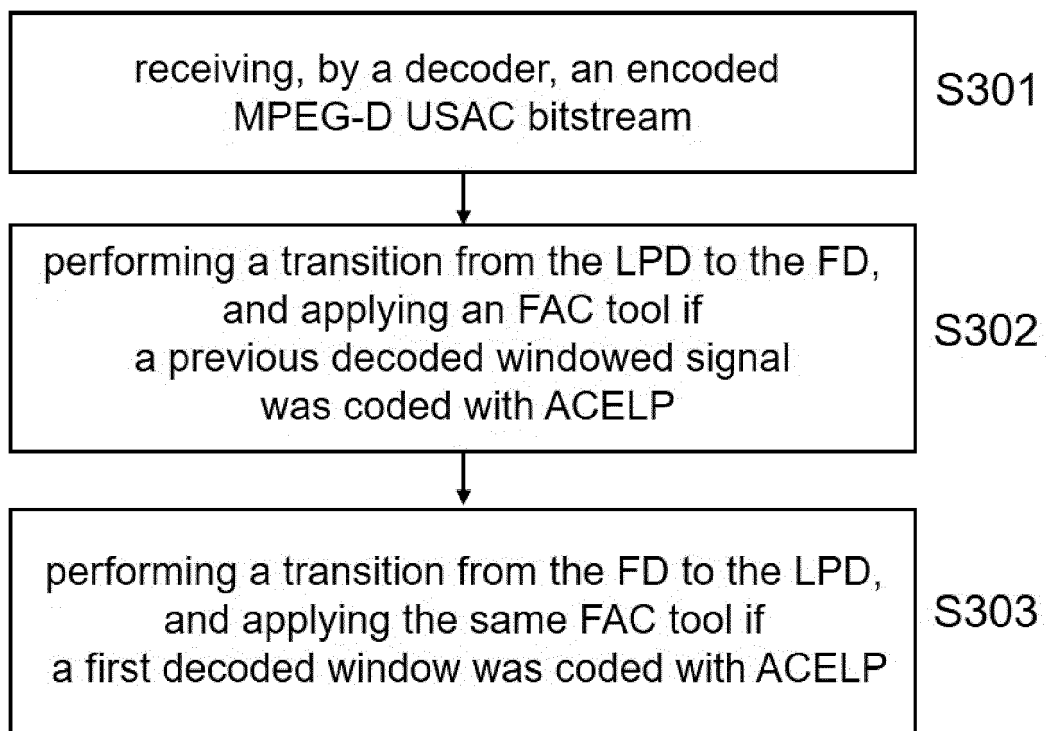 receiving, by a decoder, an encoded
MPEG-D USAC bitstream
S301
performing a transition from the LPD to the FD,
and applying an FAC tool if
a previous decoded windowed signal
was coded with ACELP
S302
performing a transition from the FD to the LPD,
and applying the same FAC tool if
a first decoded window was coded with ACELP
S303